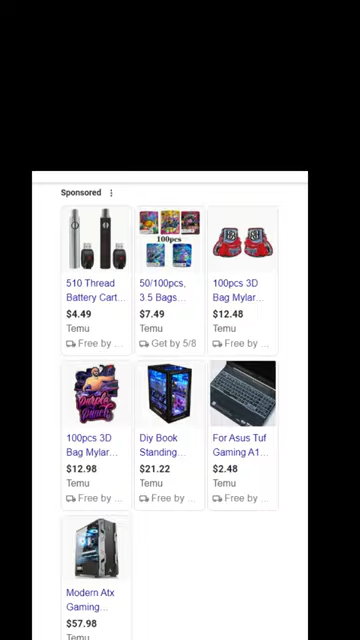 Sponsored
510 Thread
Battery Cart...
$4.49
Temu
Free by ...
100pcs
50/100pcs,
3.5 Bags...
$7.49
Temu
Get by 5/8
100pcs 3D
Bag Mylar...
$12.48
Temu
Free by ...
Purple
Punch
100pcs 3D
Bag Mylar...
$12.98
Temu
Free by ...
Diy Book
Standing...
$21.22
Temu
Free by ...
For Asus Tuf
Gaming A1...
$2.48
Temu
Free by ...
Modern Atx
Gaming...
$57.98
Temu